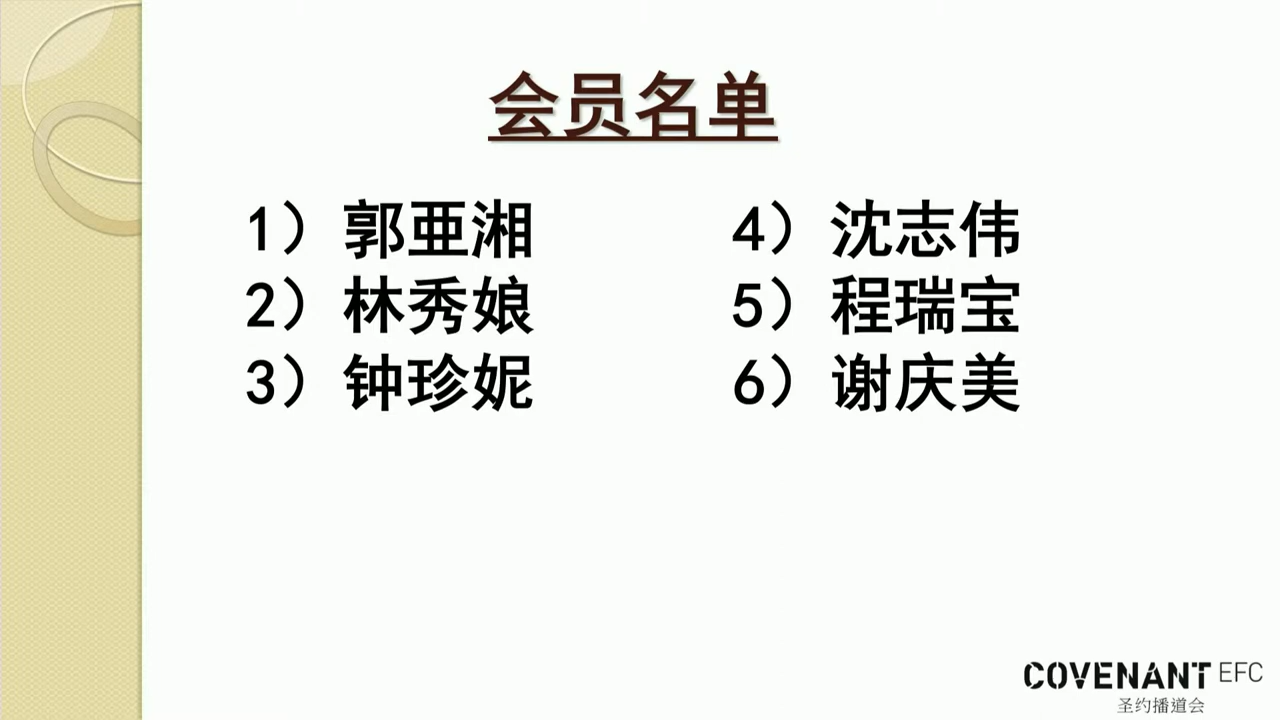 会员名单
1）郭亚湘
2）林秀娘
3）钟珍妮
4）沈志伟
5）程瑞宝
6）谢庆美
COVENANT EFC
圣约播道会